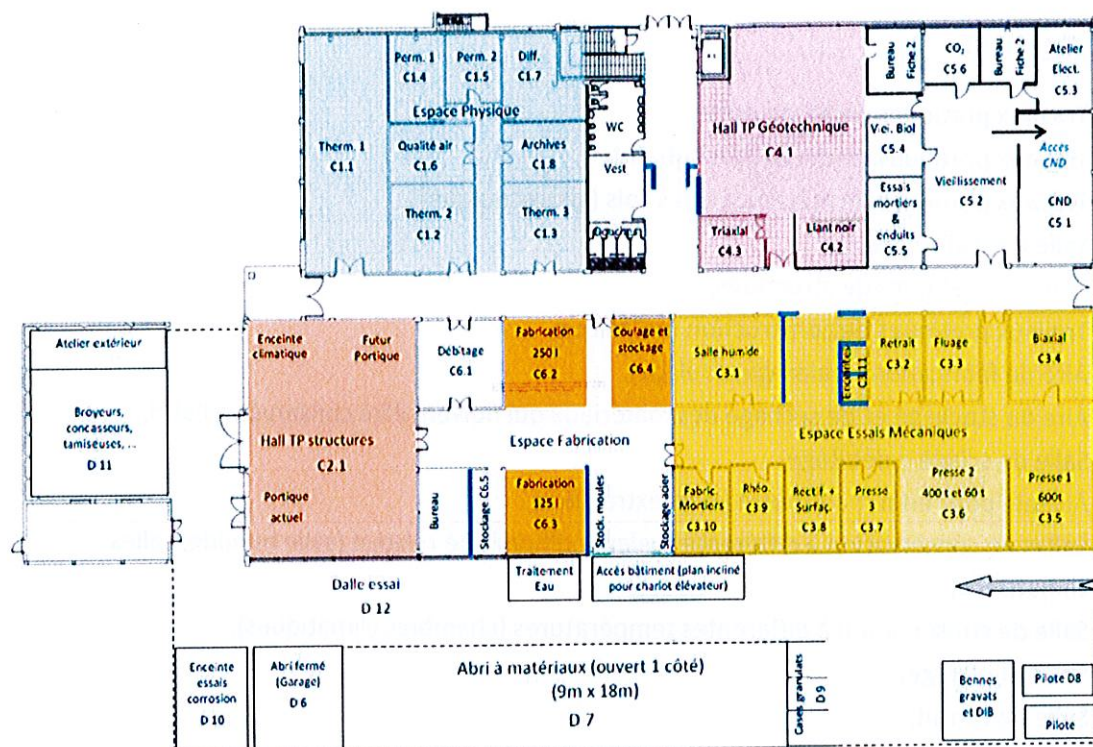 Perm. 1
C1.4
Perm. 2
C1.5
Diff.
C1.7
Espace Physique
Therm. 1
C1.1
Qualité air
C1.6
Archives
C1.8
Therm. 2
C1.2
Therm. 3
C1.3
WC
Vest
Douches
Hall TP Géotechnique
C4.1
Triaxial
C4.3
Liant noir
C4.2
Bureau
Fiche 2
CO₂
C5 6
Bureau
Fiche 2
Atelier
Elect.
C5.3
Viei. Biol
C5.4
Accès
CND
Vieillissement
C5.2
Essais
mortiers
&
enduits
C5.5
CND
C5.1
Atelier extérieur
Broyeurs,
concasseurs,
tamiseuses, ...
D 11
Enceinte
climatique
Futur
Portique
Hall TP structures
C2.1
Portique
actuel
Débitage
C6.1
Fabrication
250 l
C6.2
Coulage et
stockage
C6.4
Espace Fabrication
Bureau
Stockage C6.5
Fabrication
125 l
C6.3
Stock. moules
Stockage acier
Salle humide
C3.1
Enceintes
C3.11
Retrait
C3.2
Fluage
C3.3
Biaxial
C3.4
Espace Essais Mécaniques
Fabric.
Mortiers
C3.10
Rhéo.
C3.9
Rectif. +
Surfaç.
C3.8
Presse
3
C3.7
Presse 2
400 t et 60 t
C3.6
Presse 1
600t
C3.5
Dalle essai
D 12
Traitement
Eau
Accès bâtiment (plan incliné
pour chariot élévateur)
Enceinte
essais
corrosion
D 10
Abri fermé
(Garage)
D 6
Abri à matériaux (ouvert 1 côté)
(9m x 18m)
D 7
Cases granulats
D 9
Bennes
gravats
et DIB
Pilote D8
Pilote